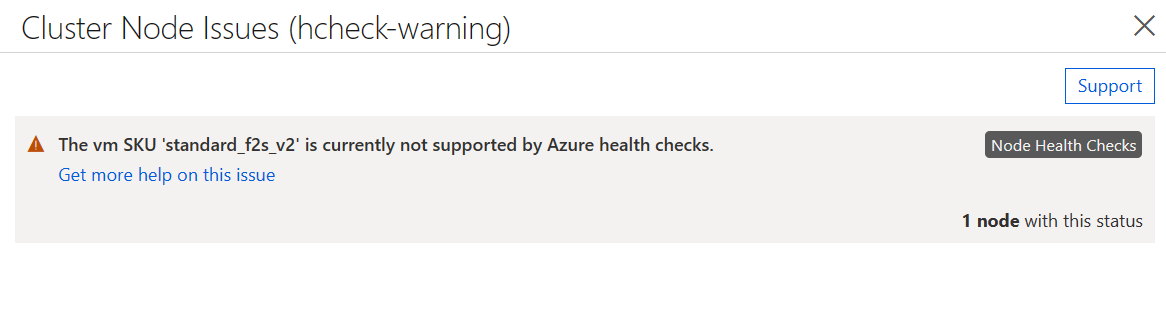 Cluster Node Issues (hcheck-warning)
Support
The vm SKU 'standard_f2s_v2' is currently not supported by Azure health checks.
Node Health Checks
Get more help on this issue
1 node with this status